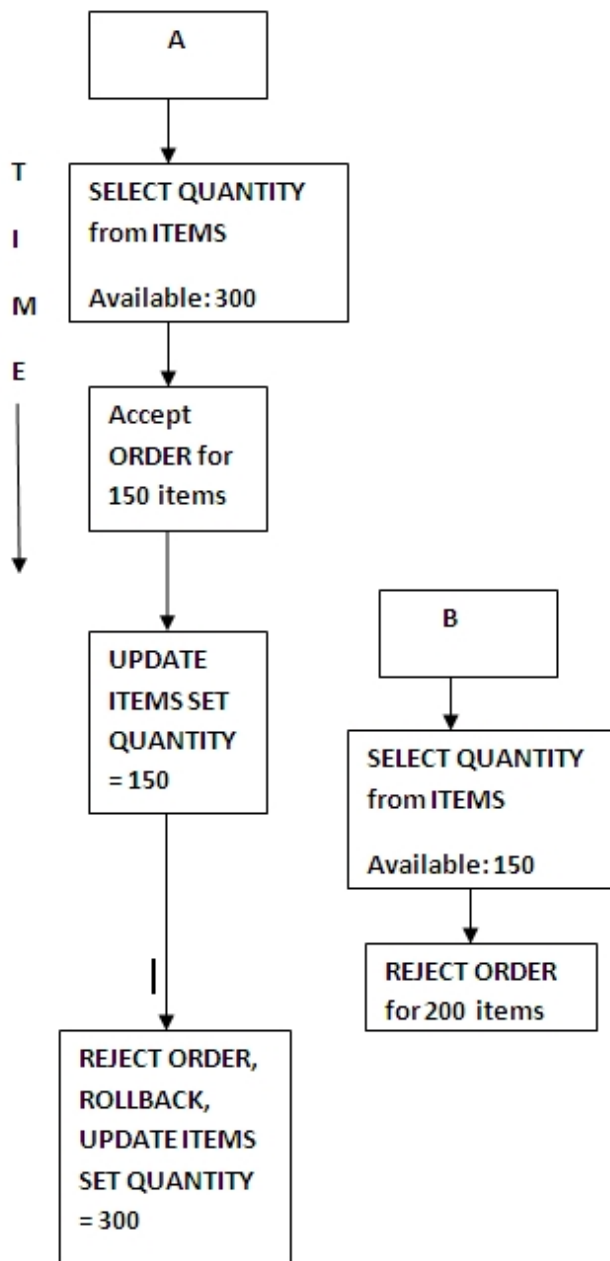 A
T
I
M
E
SELECT QUANTITY
from ITEMS
Available: 300
Accept
ORDER for
150 items
UPDATE
ITEMS SET
QUANTITY
= 150
B
SELECT QUANTITY
from ITEMS
Available: 150
REJECT ORDER
for 200 items
REJECT ORDER,
ROLLBACK,
UPDATE ITEMS
SET QUANTITY
= 300